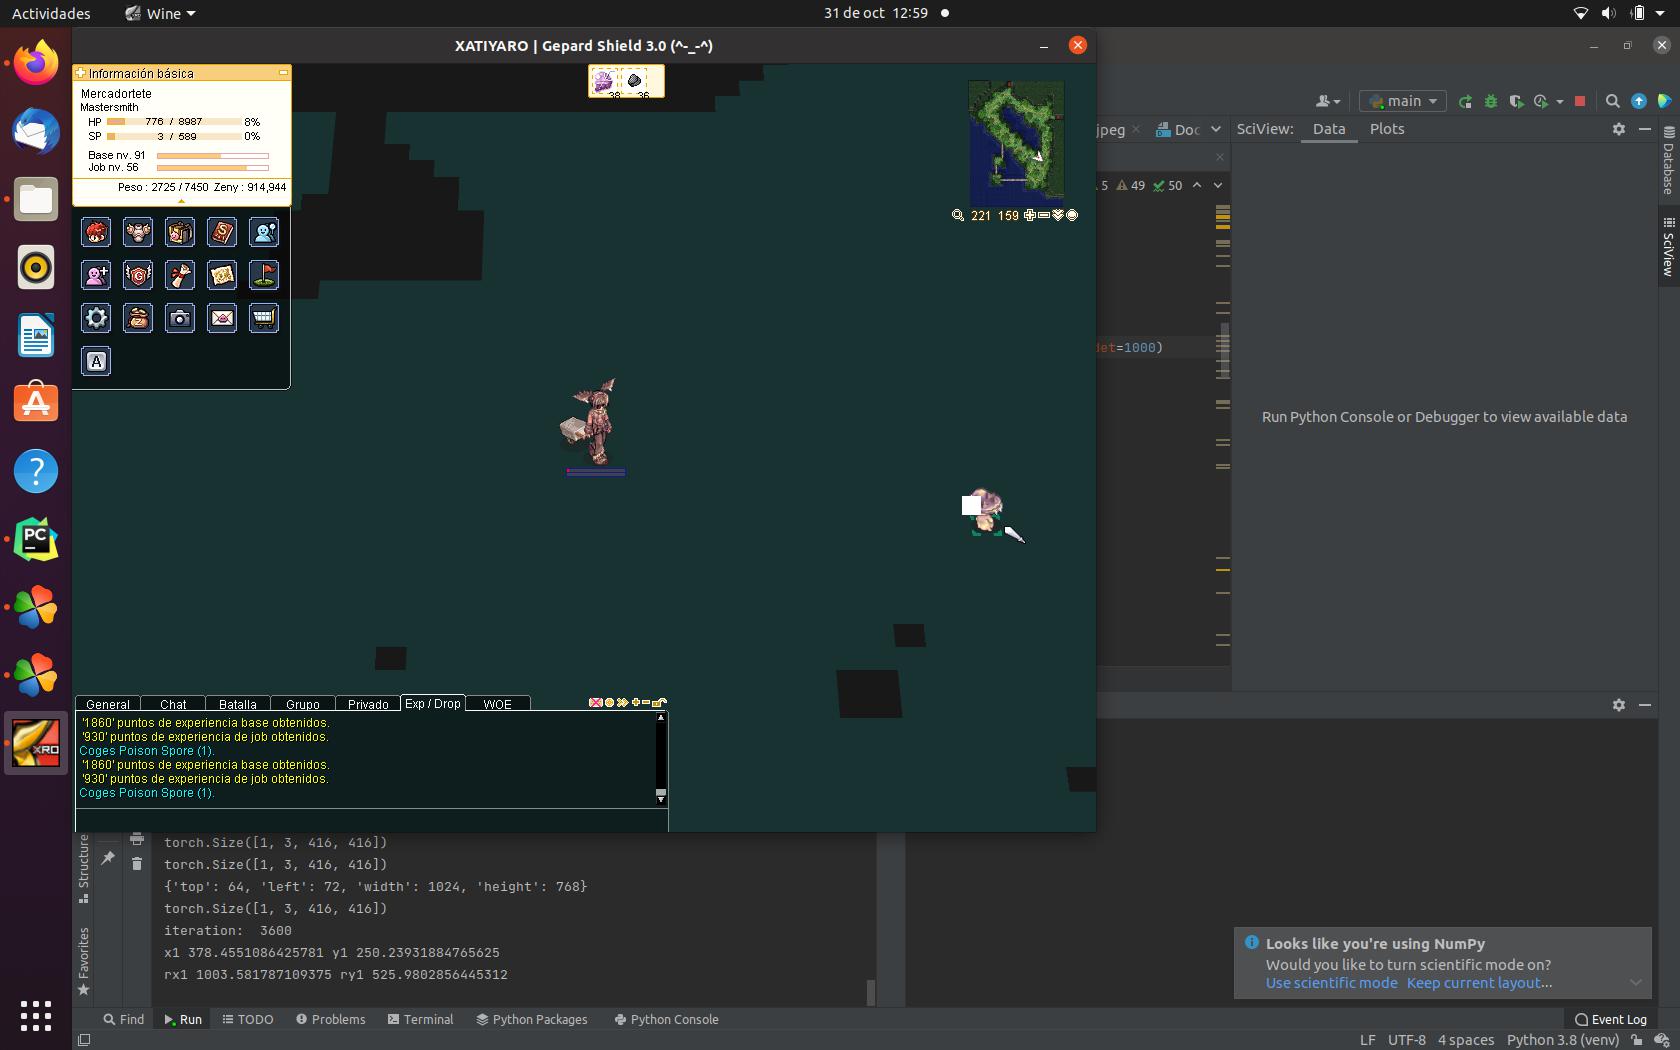 Actividades
Wine
31 de oct 12:59
XATIYARO | Gepard Shield 3.0 (^-_-^)
Información básica
Mercadortete
Mastersmith
HP 776 / 8987 8%
SP 3 / 589 0%
Base nv. 91
Job nv. 56
Peso : 2725 / 7450 Zeny : 914,944
38 36
221 159
main
jpeg
Doc
SciView:
Data
Plots
5 49 50
Database
SciView
det=1000)
Run Python Console or Debugger to view available data
General
Chat
Batalla
Grupo
Privado
Exp / Drop
WOE
'1860' puntos de experiencia base obtenidos.
'930' puntos de experiencia de job obtenidos.
Coges Poison Spore (1).
'1860' puntos de experiencia base obtenidos.
'930' puntos de experiencia de job obtenidos.
Coges Poison Spore (1).
Structure
Favorites
torch.Size([1, 3, 416, 416])
torch.Size([1, 3, 416, 416])
{'top': 64, 'left': 72, 'width': 1024, 'height': 768}
torch.Size([1, 3, 416, 416])
iteration:  3600
x1 378.4551086425781 y1 250.23931884765625
rx1 1003.581787109375 ry1 525.9802856445312
Looks like you're using NumPy
Would you like to turn scientific mode on?
Use scientific mode Keep current layout...
Find
Run
TODO
Problems
Terminal
Python Packages
Python Console
Event Log
LF UTF-8 4 spaces Python 3.8 (venv)
PC
XRO
A